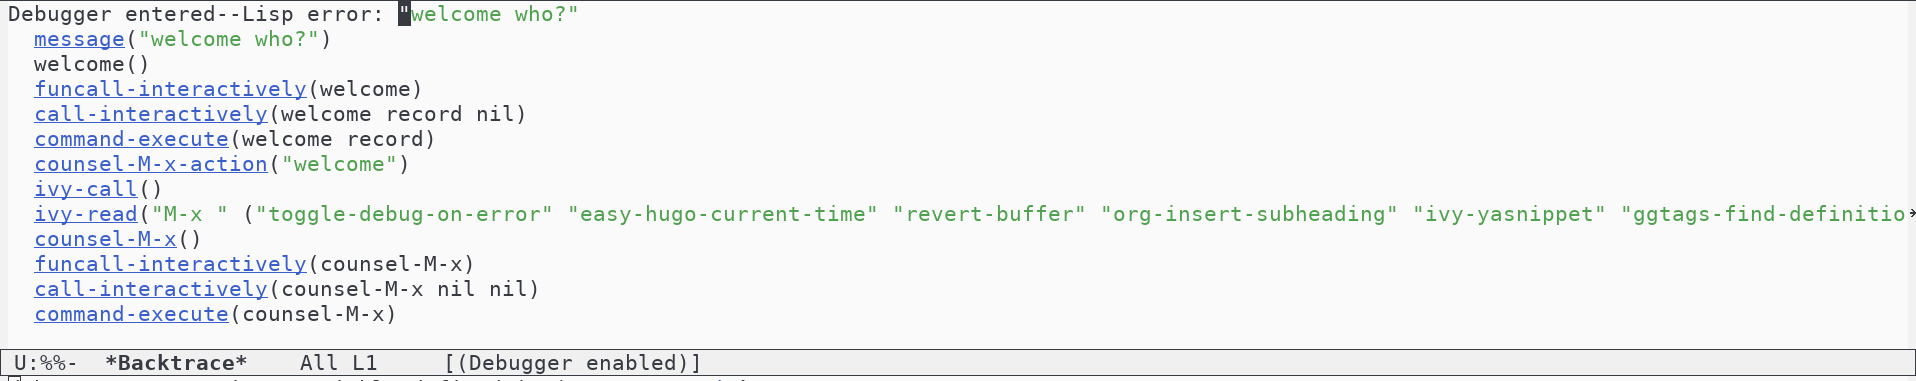 Debugger entered--Lisp error: "welcome who?"
  message("welcome who?")
  welcome()
  funcall-interactively(welcome)
  call-interactively(welcome record nil)
  command-execute(welcome record)
  counsel-M-x-action("welcome")
  ivy-call()
  ivy-read("M-x " ("toggle-debug-on-error" "easy-hugo-current-time" "revert-buffer" "org-insert-subheading" "ivy-yasnippet" "ggtags-find-definitio
  counsel-M-x()
  funcall-interactively(counsel-M-x)
  call-interactively(counsel-M-x nil nil)
  command-execute(counsel-M-x)
U:%%-  *Backtrace*    All L1     [(Debugger enabled)]